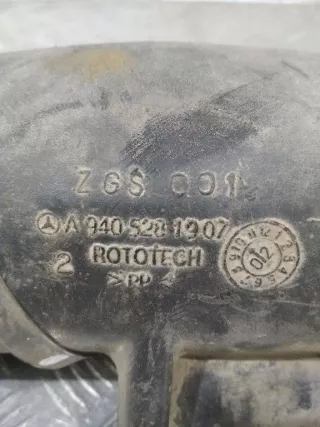 ZGS 001
A 940 528 19 07
2 ROTOTECH
>PP<